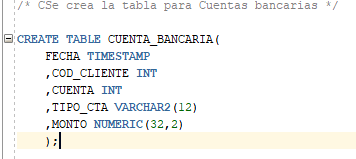 /* CSe crea la tabla para Cuentas bancarias */
CREATE TABLE CUENTA_BANCARIA(
FECHA TIMESTAMP
,COD_CLIENTE INT
,CUENTA INT
,TIPO_CTA VARCHAR2(12)
,MONTO NUMERIC(32,2)
);